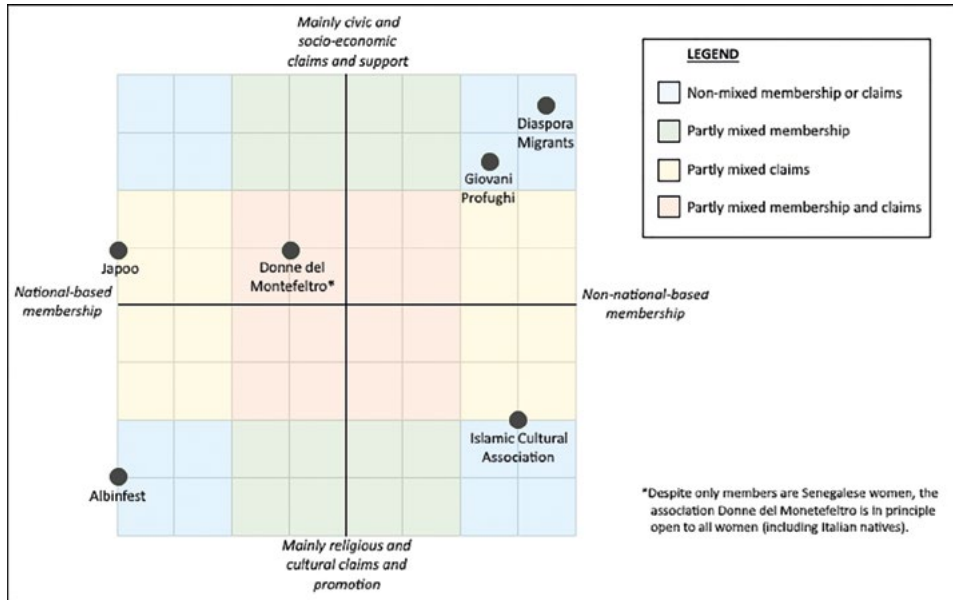 Mainly civic and
socio-economic
claims and support
LEGEND
Non-mixed membership or claims
Partly mixed membership
Partly mixed claims
Partly mixed membership and claims
Diaspora
Migrants
Giovani
Profughi
Japoo
Donne del
Montefeltro*
National-based
membership
Non-national-based
membership
Islamic Cultural
Association
Albinfest
*Despite only members are Senegalese women, the
association Donne del Monetefeltro is in principle
open to all women (including Italian natives).
Mainly religious and
cultural claims and
promotion